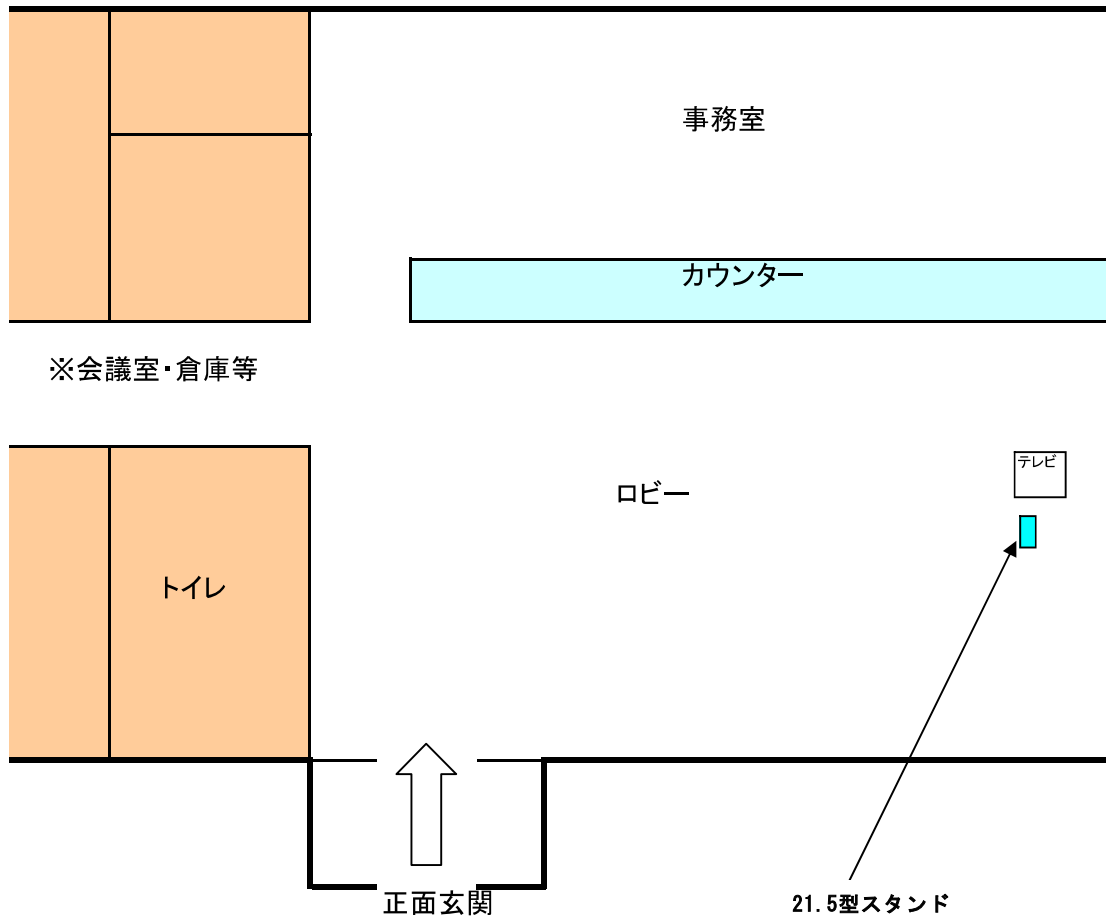 事務室
カウンター
※会議室・倉庫等
テレビ
ロビー
トイレ
正面玄関
21.5型スタンド